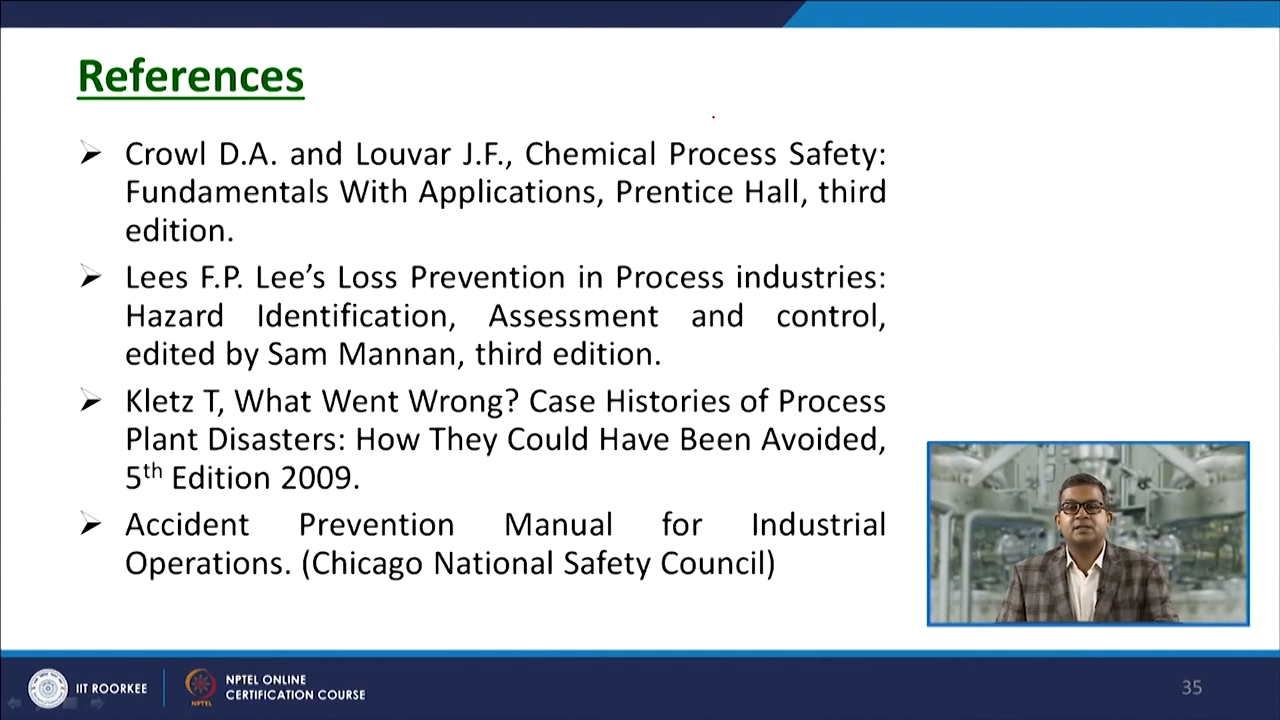 References
➢ Crowl D.A. and Louvar J.F., Chemical Process Safety:
Fundamentals With Applications, Prentice Hall, third
edition.
➢ Lees F.P. Lee’s Loss Prevention in Process industries:
Hazard Identification, Assessment and control,
edited by Sam Mannan, third edition.
➢ Kletz T, What Went Wrong? Case Histories of Process
Plant Disasters: How They Could Have Been Avoided,
5th Edition 2009.
➢ Accident Prevention Manual for Industrial
Operations. (Chicago National Safety Council)
IIT ROORKEE
NPTEL
NPTEL ONLINE
CERTIFICATION COURSE
35